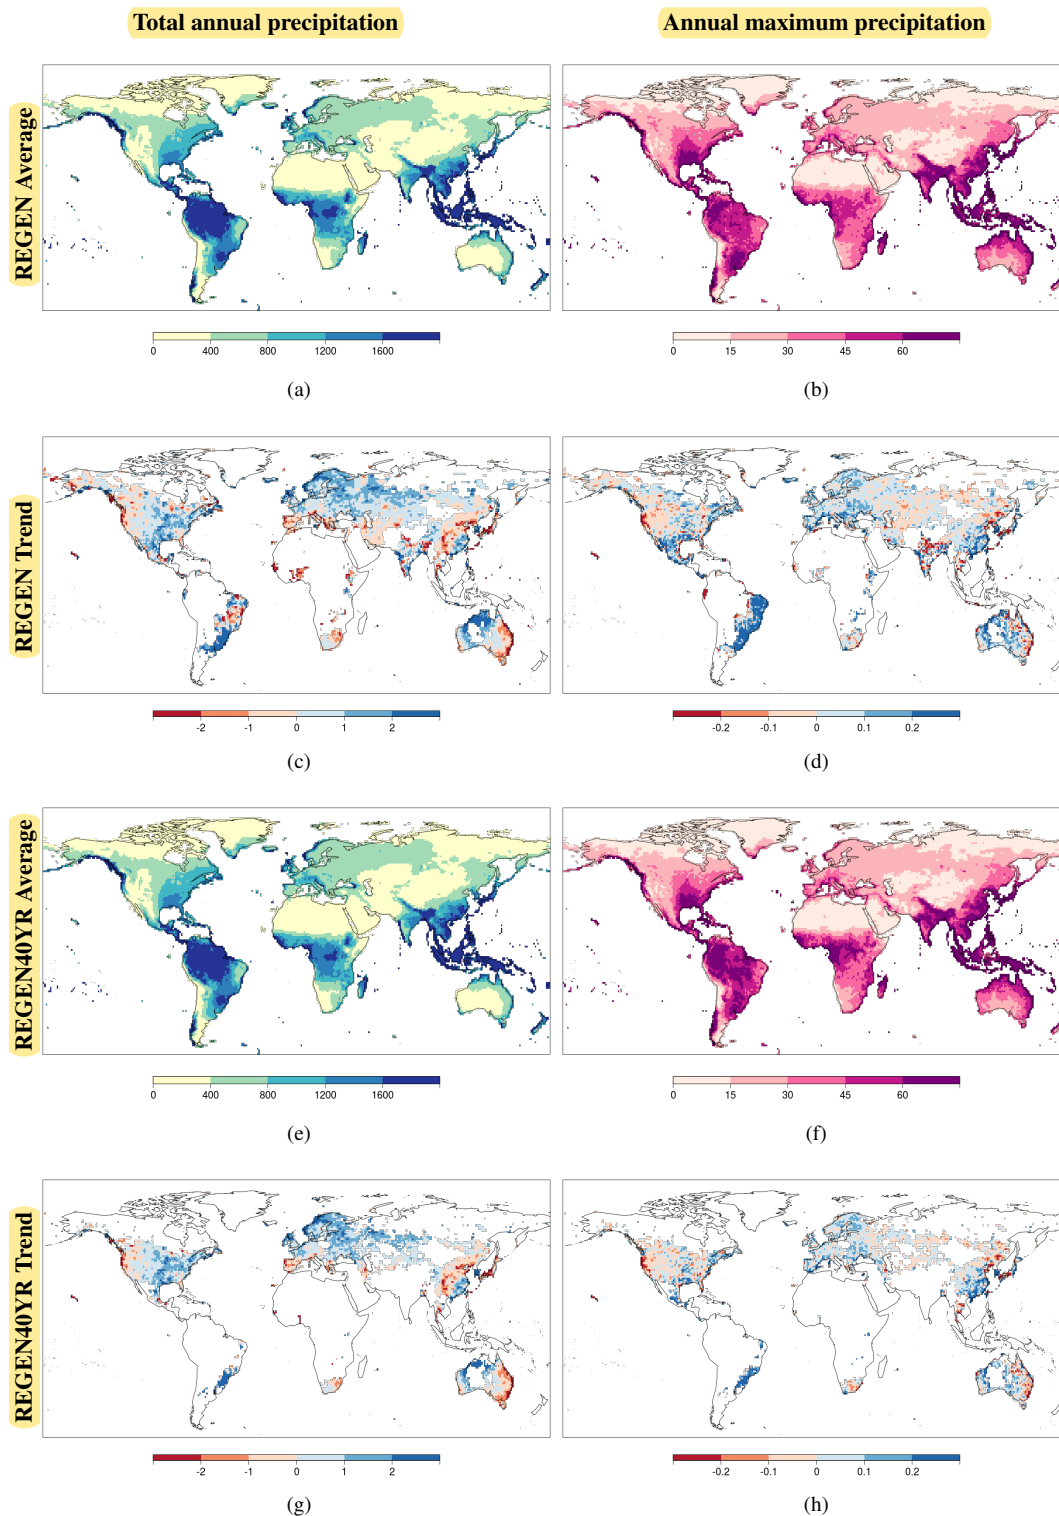 Total annual precipitation
Annual maximum precipitation
REGEN Average
0 400 800 1200 1600
0 15 30 45 60
(a)
(b)
REGEN Trend
-2 -1 0 1 2
-0.2 -0.1 0 0.1 0.2
(c)
(d)
REGEN40YR Average
0 400 800 1200 1600
0 15 30 45 60
(e)
(f)
REGEN40YR Trend
-2 -1 0 1 2
-0.2 -0.1 0 0.1 0.2
(g)
(h)